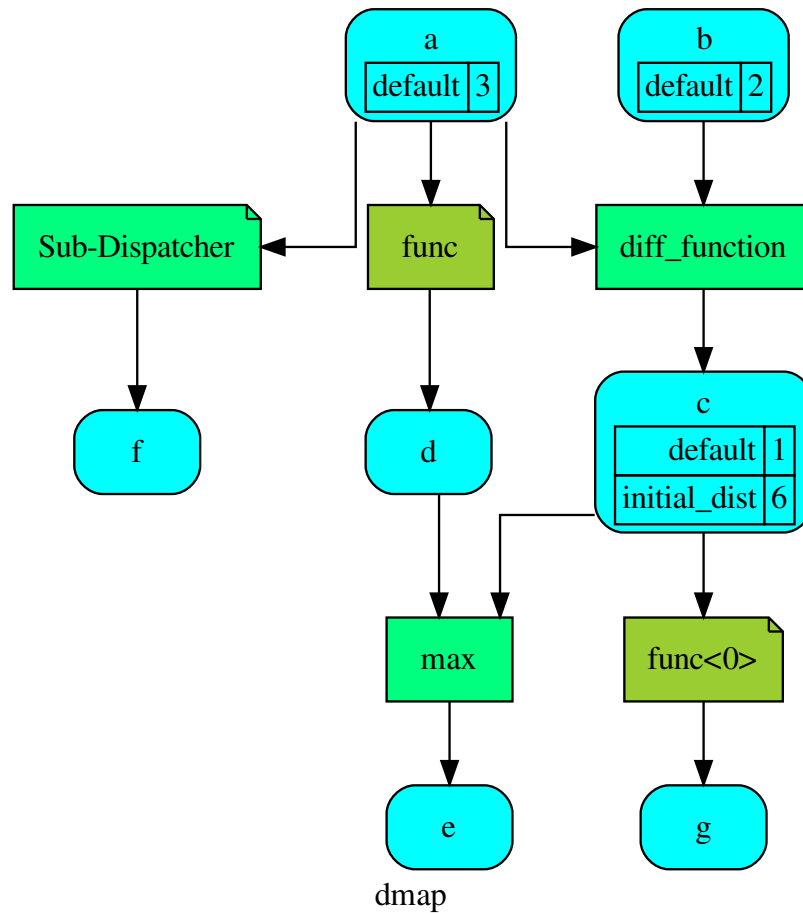 a
default 3
b
default 2
Sub-Dispatcher
func
diff_function
f
d
c
default 1
initial_dist 6
max
func<0>
e
g
dmap